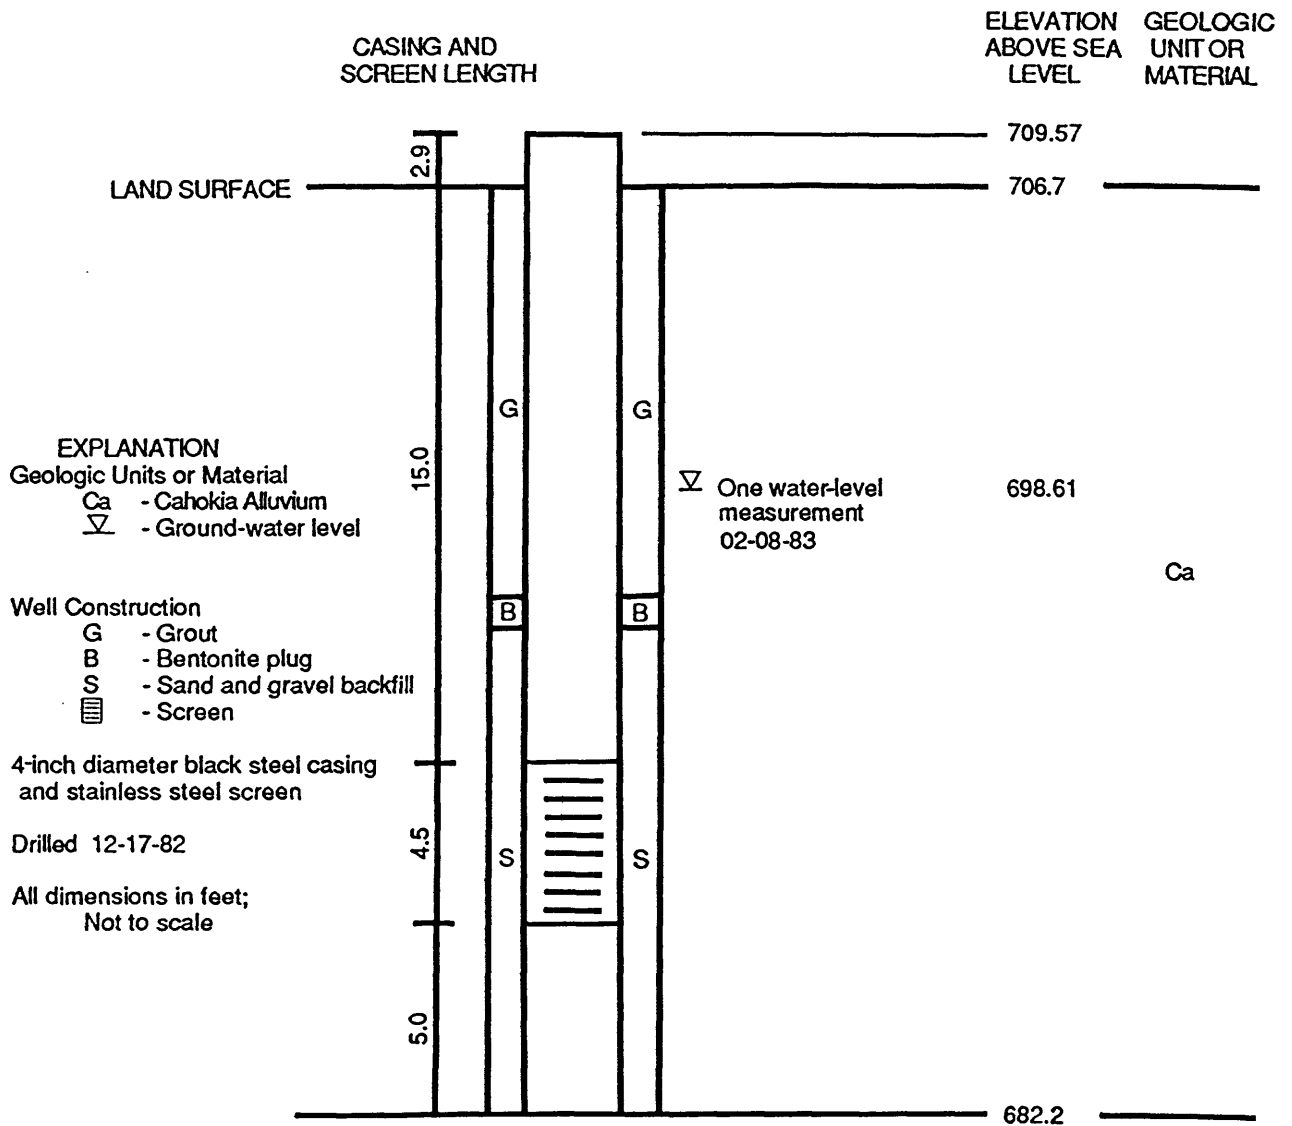 CASING AND
SCREEN LENGTH
ELEVATION
ABOVE SEA
LEVEL
GEOLOGIC
UNIT OR
MATERIAL
2.9
709.57
LAND SURFACE
706.7
G
G
15.0
EXPLANATION
Geologic Units or Material
Ca - Cahokia Alluvium
- Ground-water level
One water-level
measurement
02-08-83
698.61
Ca
Well Construction
G - Grout
B - Bentonite plug
S - Sand and gravel backfill
- Screen
B
B
4-inch diameter black steel casing
and stainless steel screen
Drilled 12-17-82
All dimensions in feet;
Not to scale
4.5
S
S
5.0
682.2